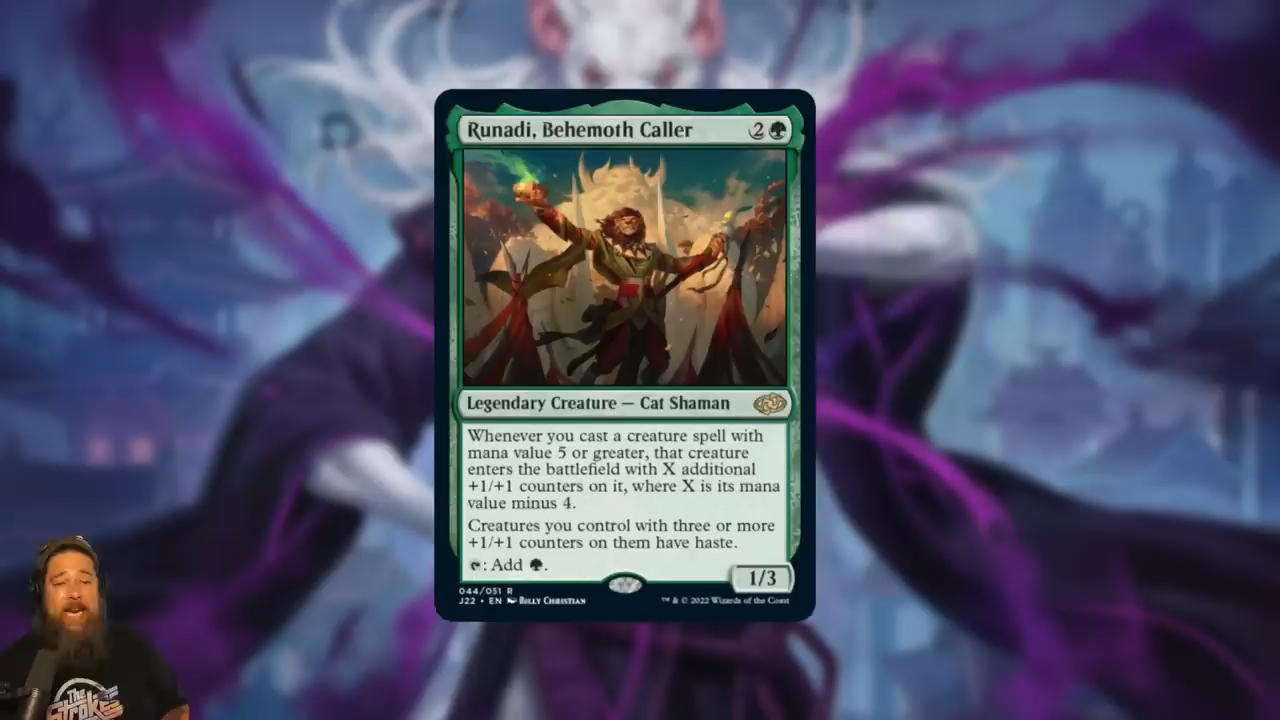 Runadi, Behemoth Caller 2
Legendary Creature — Cat Shaman
Whenever you cast a creature spell with
mana value 5 or greater, that creature
enters the battlefield with X additional
+1/+1 counters on it, where X is its mana
value minus 4.
Creatures you control with three or more
+1/+1 counters on them have haste.
: Add .
1/3
044/051 R
J22 • EN Billy Christian
™ & © 2022 Wizards of the Coast
The
Strokes